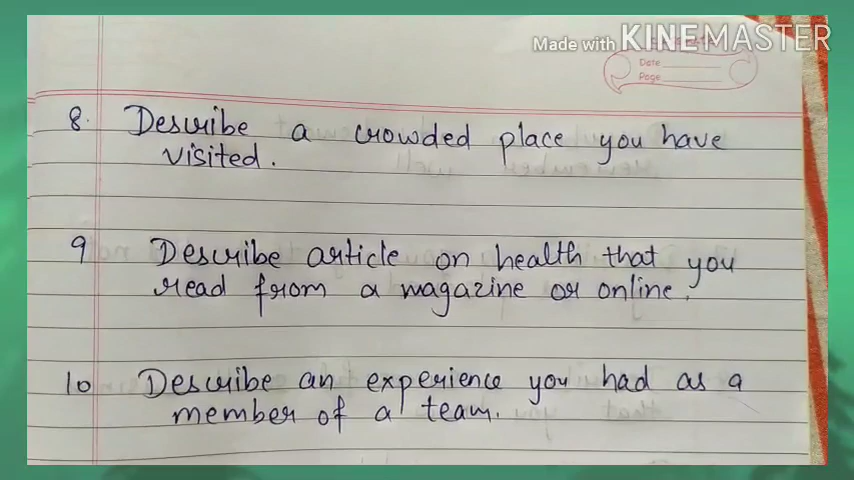 Made with KINEMASTER
Date
Page
8. Describe a crowded place you have
visited.
9 Describe article on health that you
read from a magazine or online.
10 Describe an experience you had as a
member of a team.